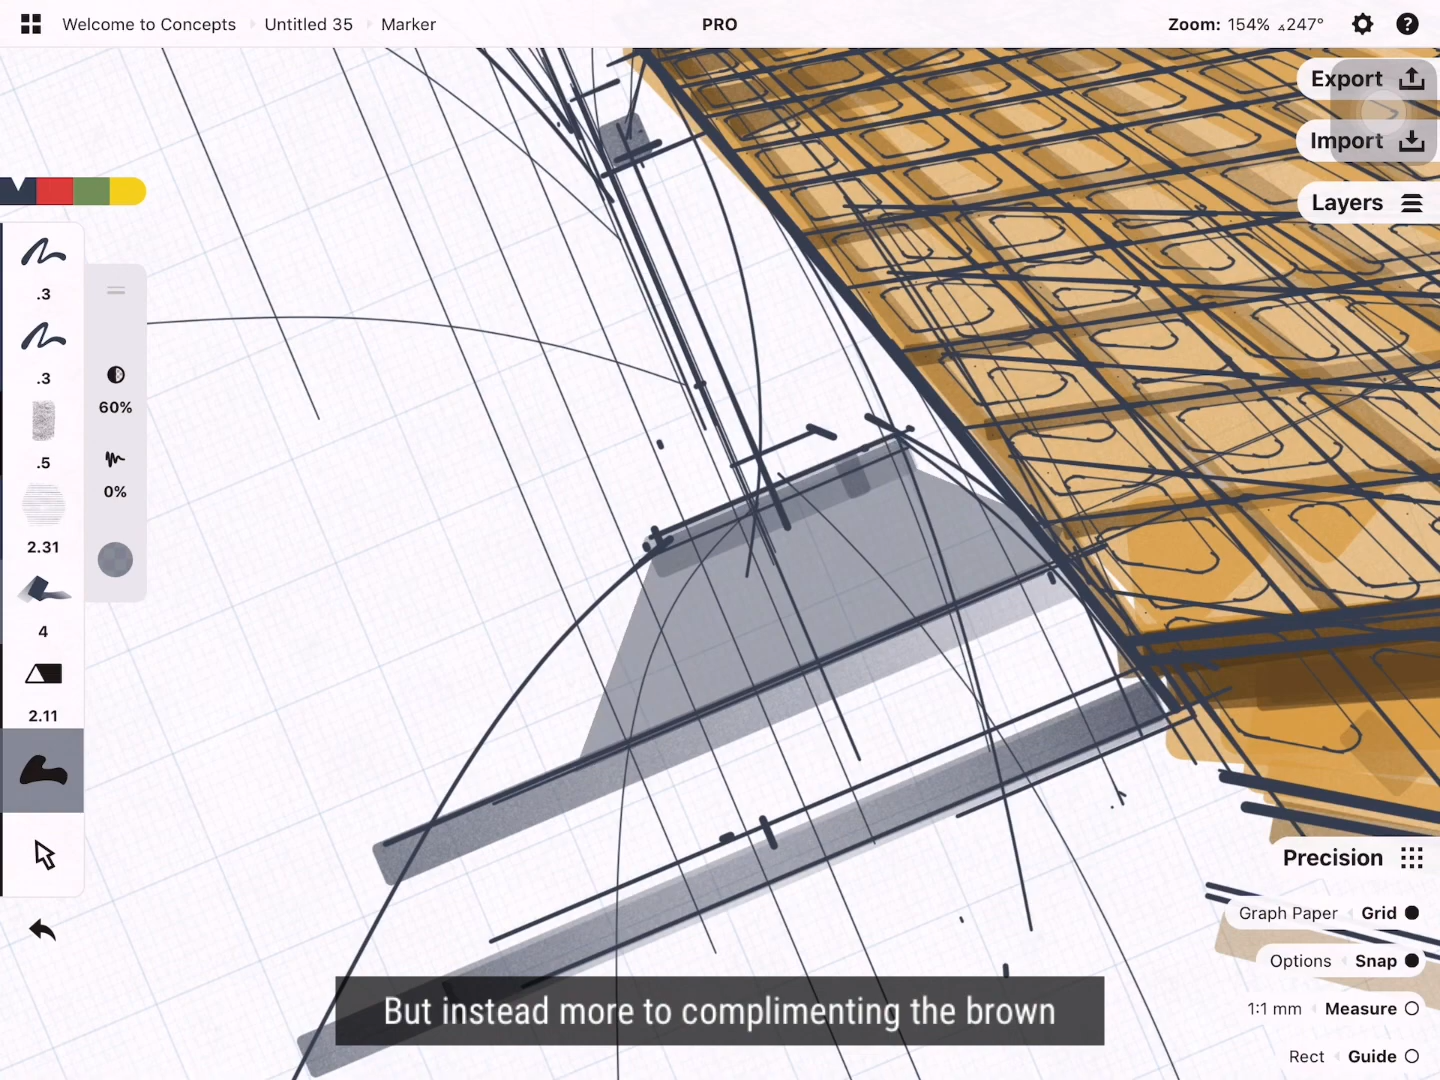 Welcome to Concepts
Untitled 35
Marker
PRO
Zoom: 154% ⊿247°
Export
Import
Layers
.3
.3
.5
2.31
4
2.11
60%
0%
Precision
Graph Paper Grid
Options Snap
1:1 mm Measure
Rect Guide
But instead more to complimenting the brown